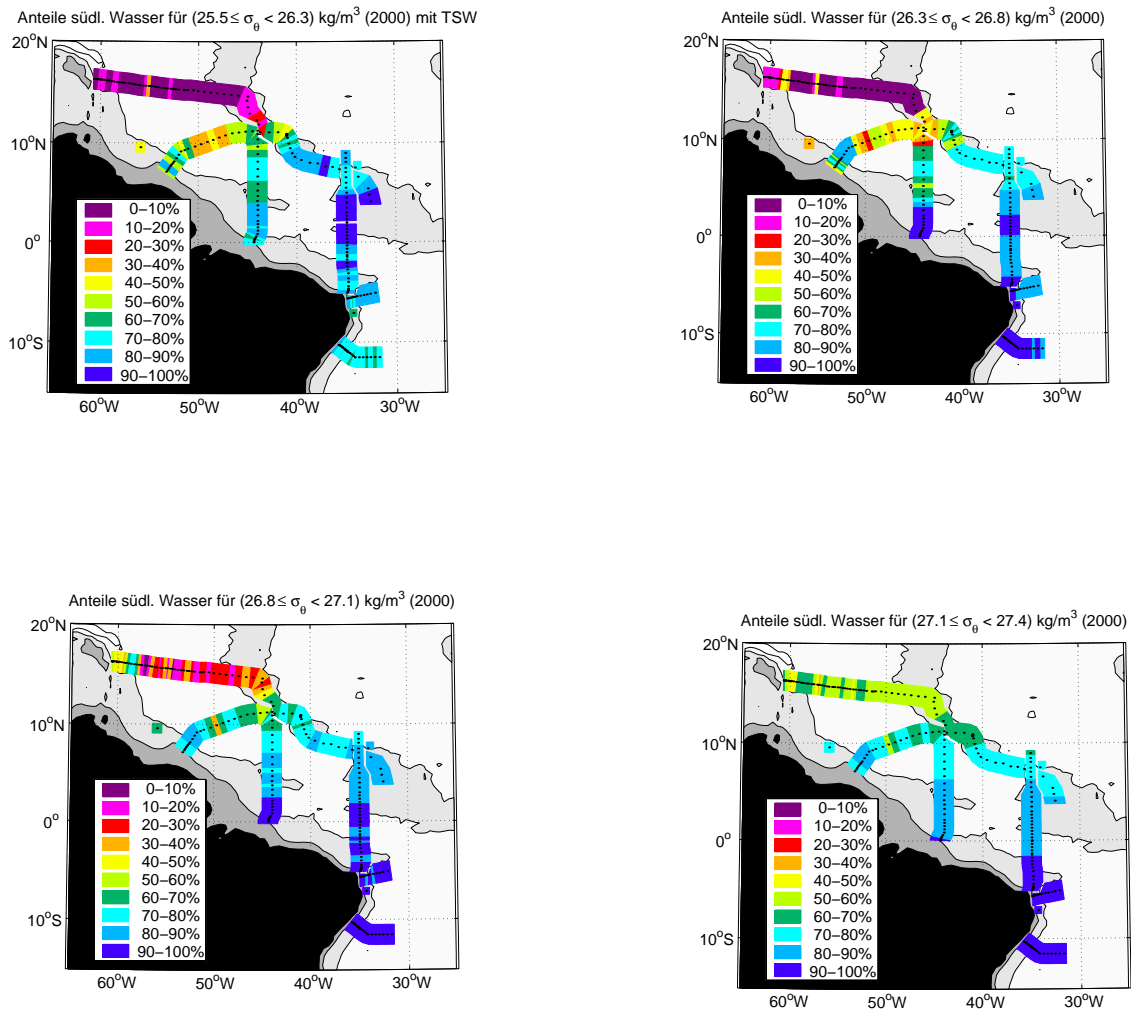 Anteile südl. Wasser für (25.5≤ σθ < 26.3) kg/m³ (2000) mit TSW
20°N
10°N
0°
10°S
0−10%
10−20%
20−30%
30−40%
40−50%
50−60%
60−70%
70−80%
80−90%
90−100%
60°W
50°W
40°W
30°W
Anteile südl. Wasser für (26.3≤ σθ < 26.8) kg/m³ (2000)
20°N
10°N
0°
10°S
0−10%
10−20%
20−30%
30−40%
40−50%
50−60%
60−70%
70−80%
80−90%
90−100%
60°W
50°W
40°W
30°W
Anteile südl. Wasser für (26.8≤ σθ < 27.1) kg/m³ (2000)
20°N
10°N
0°
10°S
0−10%
10−20%
20−30%
30−40%
40−50%
50−60%
60−70%
70−80%
80−90%
90−100%
60°W
50°W
40°W
30°W
Anteile südl. Wasser für (27.1≤ σθ < 27.4) kg/m³ (2000)
20°N
10°N
0°
10°S
0−10%
10−20%
20−30%
30−40%
40−50%
50−60%
60−70%
70−80%
80−90%
90−100%
60°W
50°W
40°W
30°W